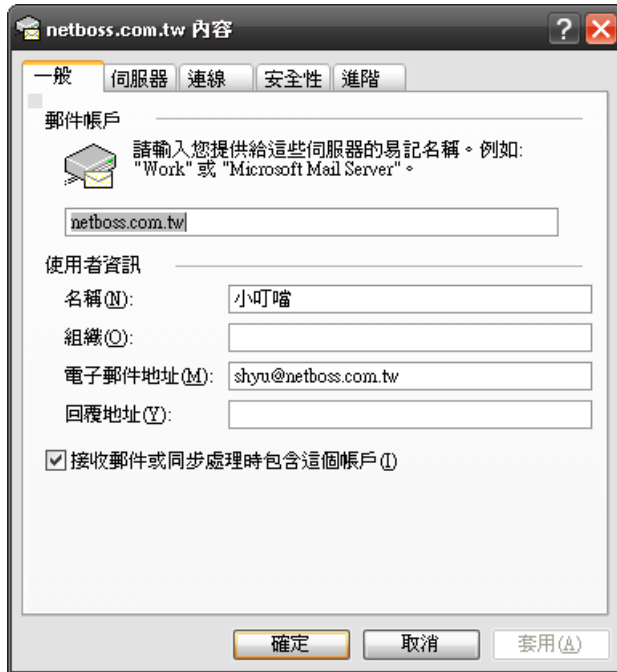 netboss.com.tw 內容
一般 伺服器 連線 安全性 進階
郵件帳戶
請輸入您提供給這些伺服器的易記名稱。例如:
"Work" 或 "Microsoft Mail Server"。
netboss.com.tw
使用者資訊
名稱(N): 小叮噹
組織(O):
電子郵件地址(M): shyu@netboss.com.tw
回覆地址(Y):
接收郵件或同步處理時包含這個帳戶(I)
確定 取消 套用(A)